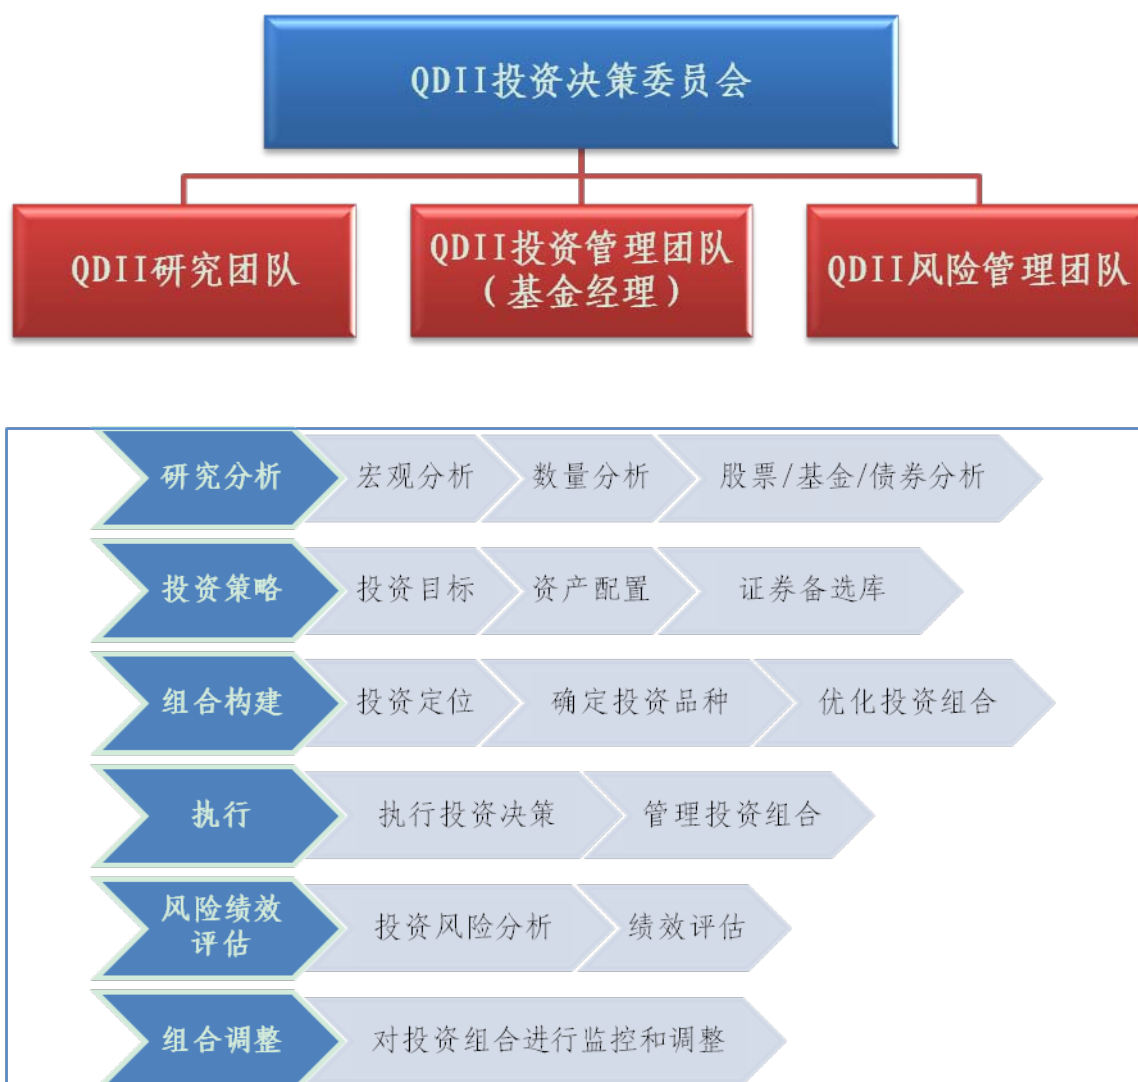 QDII投资决策委员会
QDII研究团队
QDII投资管理团队
（基金经理）
QDII风险管理团队
研究分析 宏观分析 数量分析 股票/基金/债券分析
投资策略 投资目标 资产配置 证券备选库
组合构建 投资定位 确定投资品种 优化投资组合
执行 执行投资决策 管理投资组合
风险绩效
评估 投资风险分析 绩效评估
组合调整 对投资组合进行监控和调整